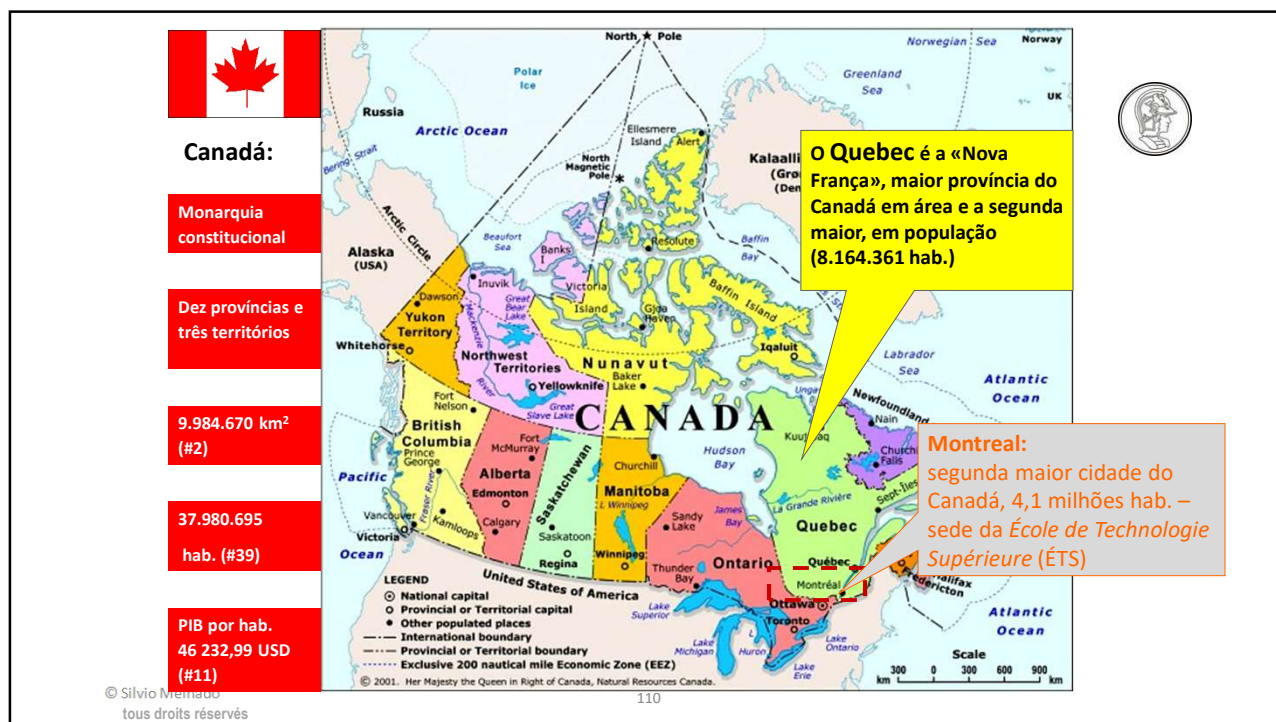 Canadá:
Monarquia
constitucional
Dez províncias e
três territórios
9.984.670 km²
(#2)
37.980.695
hab. (#39)
PIB por hab.
46 232,99 USD
(#11)
North Pole
Norwegian Sea
Norway
Polar
Ice
Greenland
Sea
UK
Russia
Arctic Ocean
Bering Strait
Ellesmere
Island
Alert
North
Magnetic
Pole
Kalaalli
(Grø
(Den
O Quebec é a «Nova
França», maior província do
Canadá em área e a segunda
maior, em população
(8.164.361 hab.)
Arctic Circle
Beaufort
Sea
Resolute
Baffin
Bay
Alaska
(USA)
Banks
I
Victoria
Island
Inuvik
Great
Bear
Lake
Dawson
Yukon
Territory
Mackenzie
River
Gjoa
Haven
Baffin Island
Iqaluit
Whitehorse
Northwest
Territories
Nunavut
Labrador
Sea
Yellowknife
Baker
Lake
Atlantic
Ocean
Great
Slave Lake
Fort
Nelson
CANADA
Newfoundland
Nain
British
Columbia
Fort
McMurray
Hudson
Bay
Churchill
Falls
Prince
George
Alberta
Saskatchewan
Churchill
Manitoba
Pacific
Ocean
Edmonton
L Winnipeg
James
Bay
La Grande Rivière
Sept-Îles
Fraser River
Kamloops
Calgary
Saskatoon
Sandy
Lake
Quebec
Vancouver
Victoria
Regina
Winnipeg
Ontario
Québec
Thunder
Bay
Montréal
Halifax
Fredericton
United States of America
Ottawa
Toronto
Lake
Superior
Lake
Michigan
L
Huron
Lake
Ontario
Lake
Erie
Atlantic
Ocean
Montreal:
segunda maior cidade do
Canadá, 4,1 milhões hab. –
sede da École de Technologie
Supérieure (ÉTS)
LEGEND
National capital
Provincial or Territorial capital
Other populated places
International boundary
Provincial or Territorial boundary
Exclusive 200 nautical mile Economic Zone (EEZ)
Scale
300 0 300 600 900
km km
© 2001. Her Majesty the Queen in Right of Canada, Natural Resources Canada.
© Silvio
tous droits réservés
110